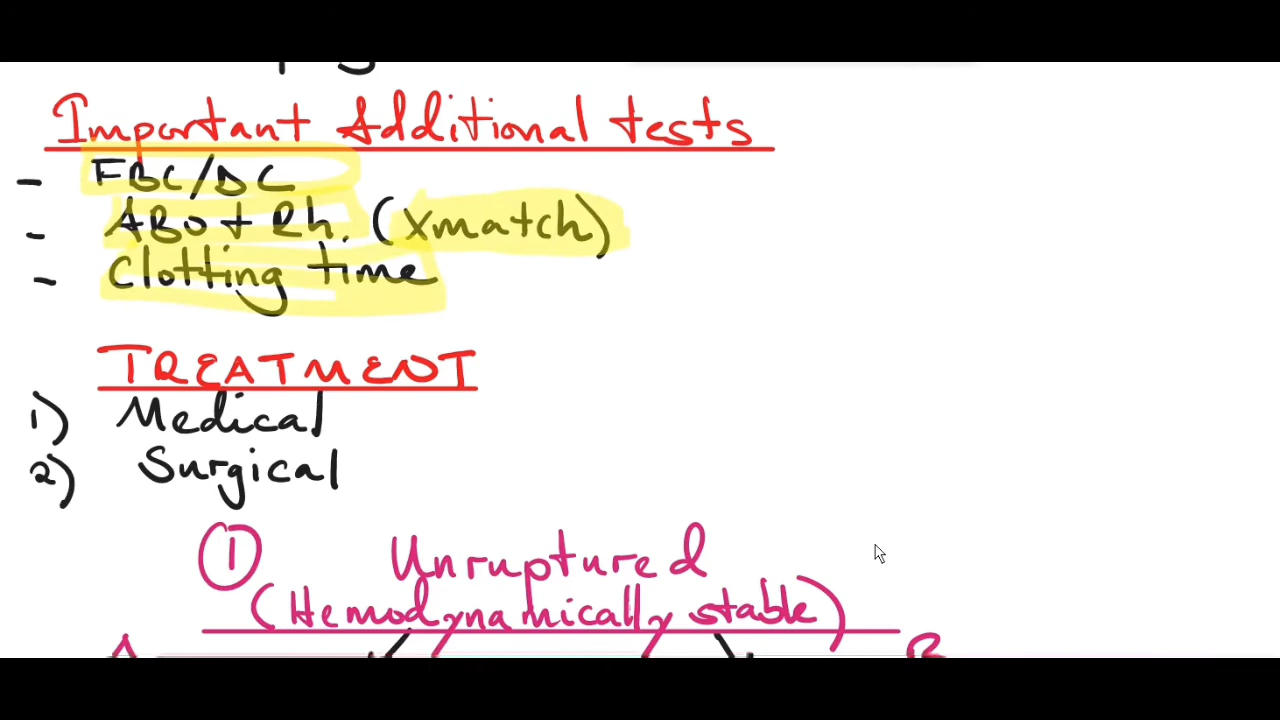 Important Additional tests
- FBC/DC
- ABO + Rh. (Xmatch)
- Clotting time
TREATMENT
1) Medical
2) Surgical
1 Unruptured
(Hemodynamically stable)
A B